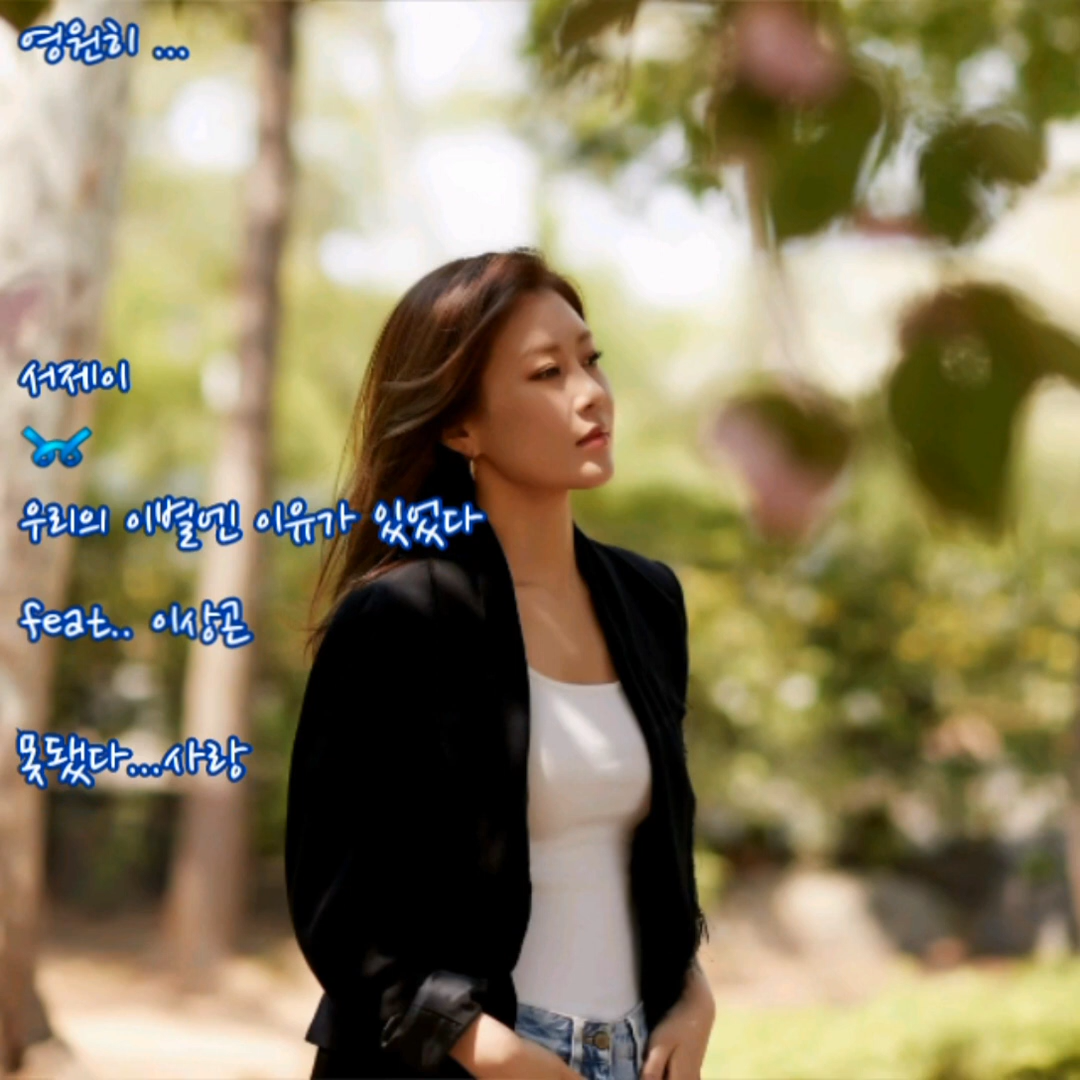 영원히 ...
서제이
우리의 이별엔 이유가 있었다
feat.. 이상곤
못됐다...사랑